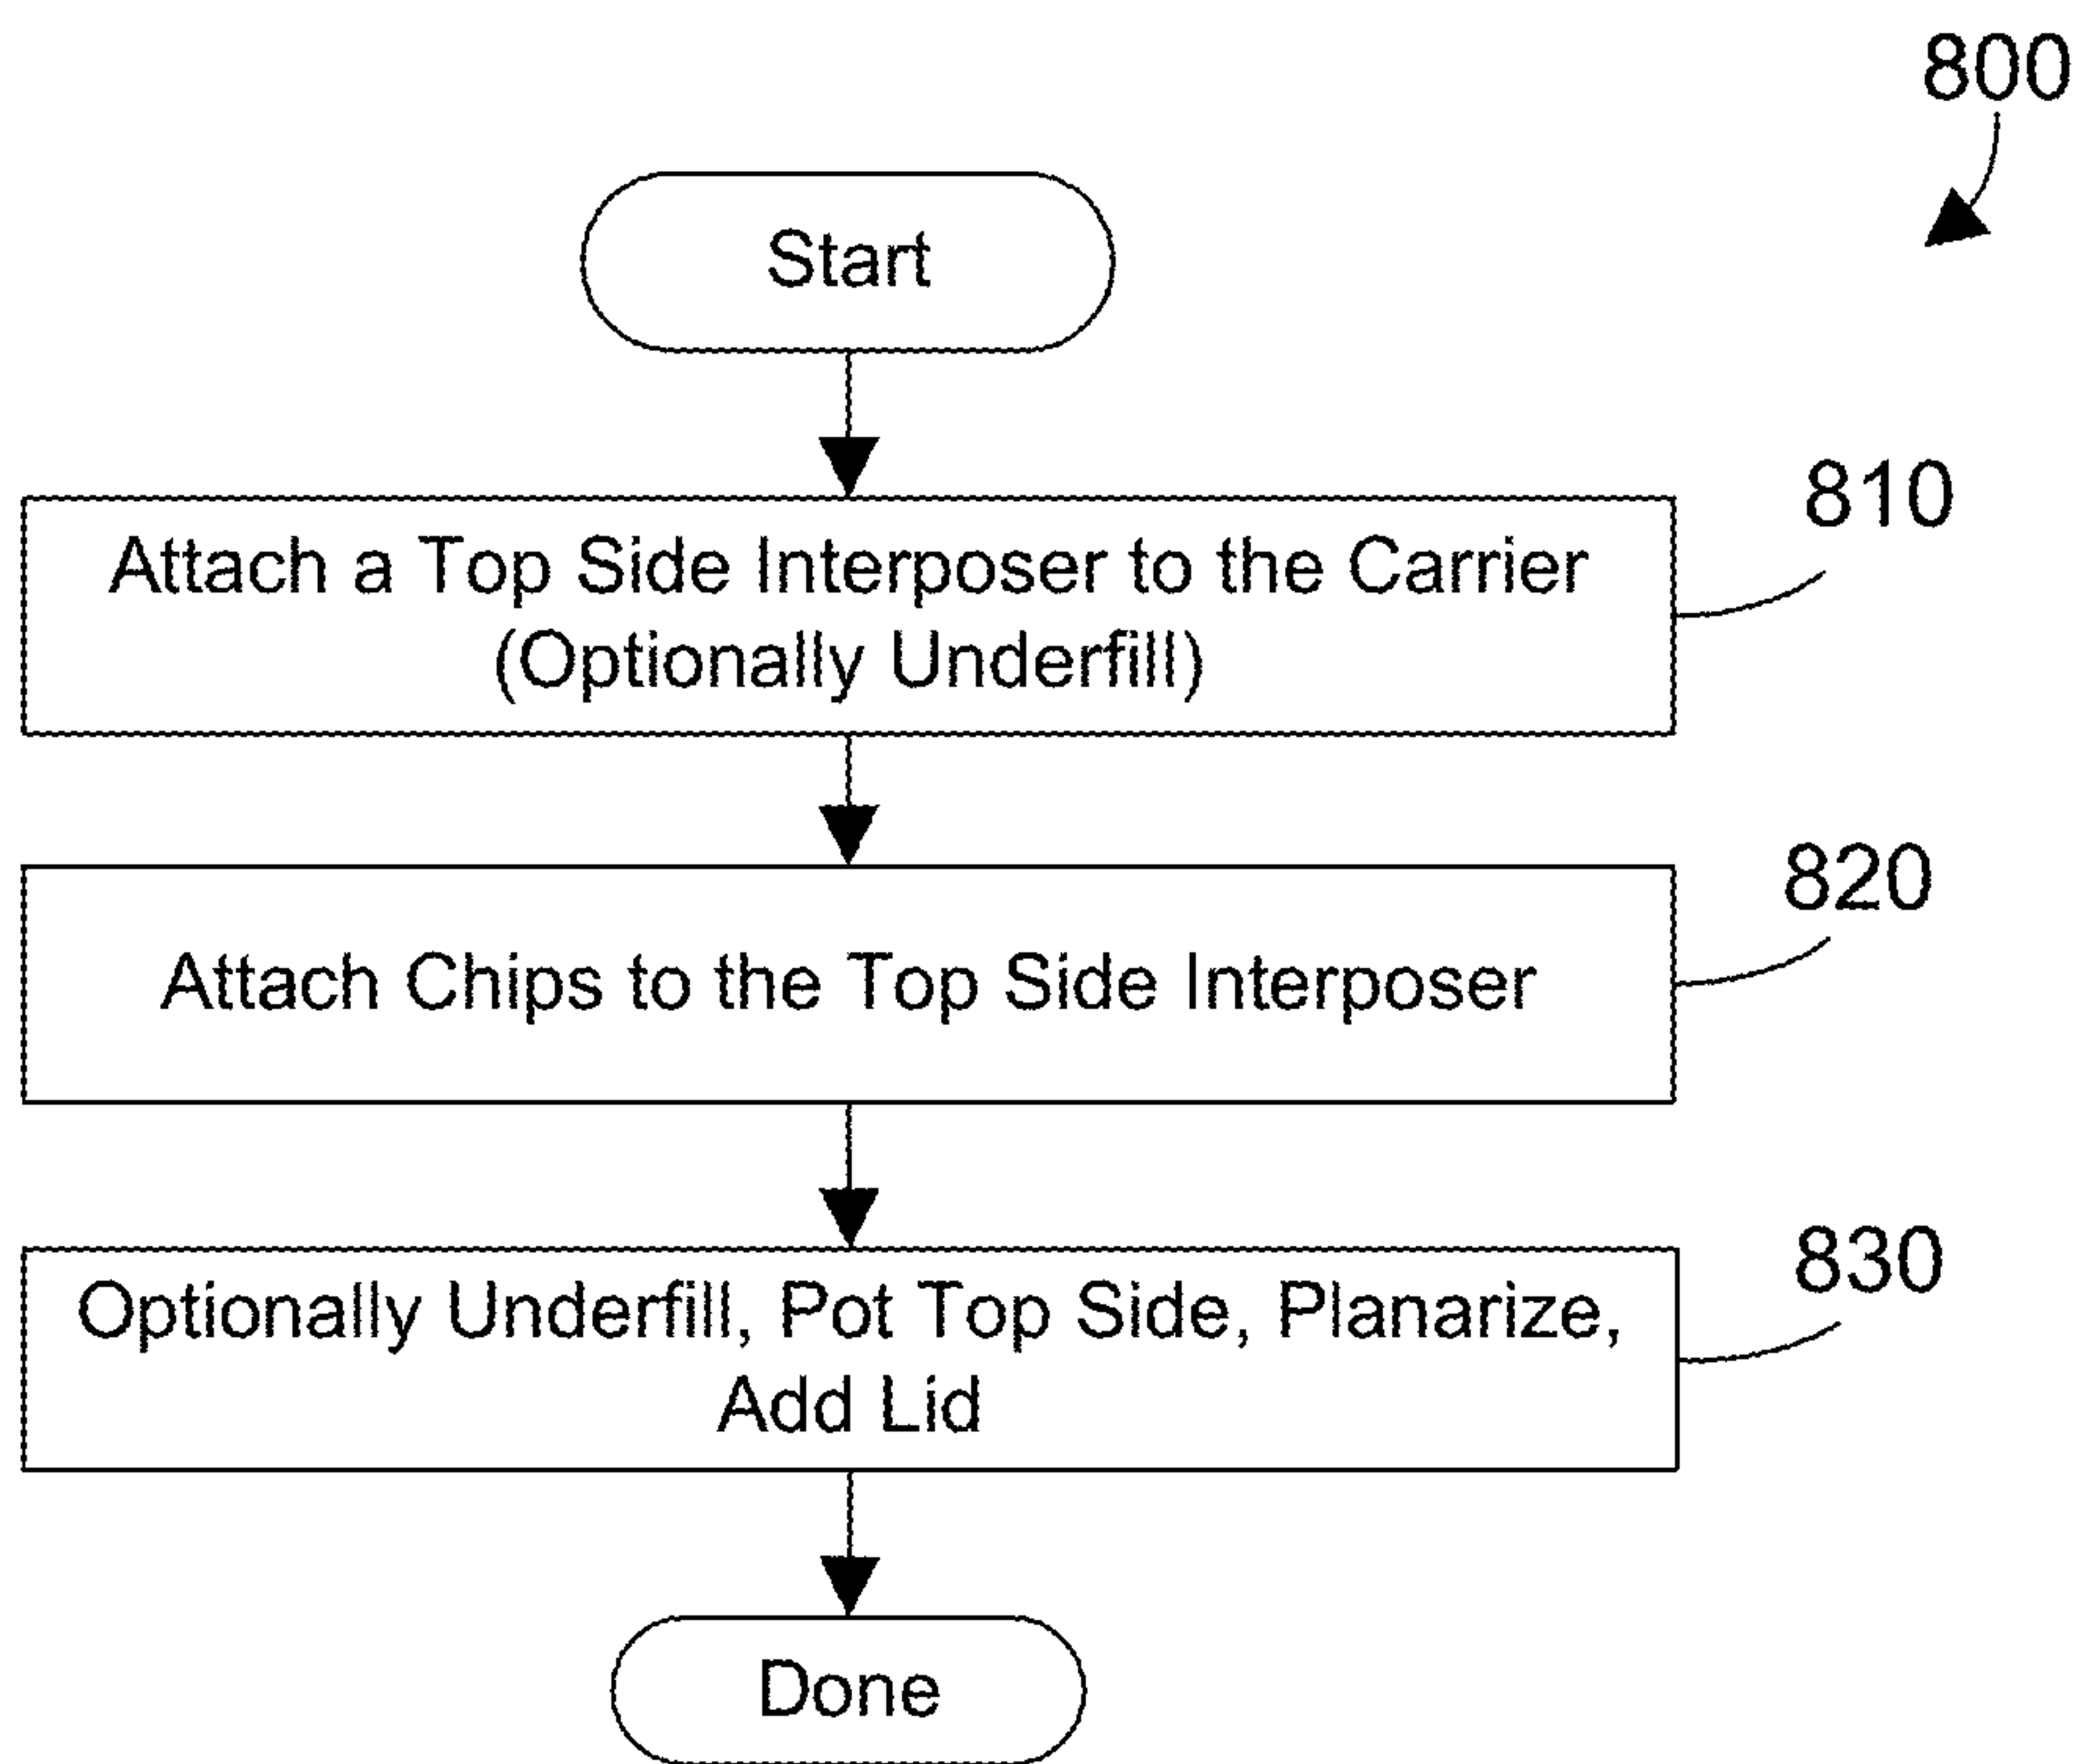 800
Start
810
Attach a Top Side Interposer to the Carrier
(Optionally Underfill)
820
Attach Chips to the Top Side Interposer
830
Optionally Underfill, Pot Top Side, Planarize,
Add Lid
Done